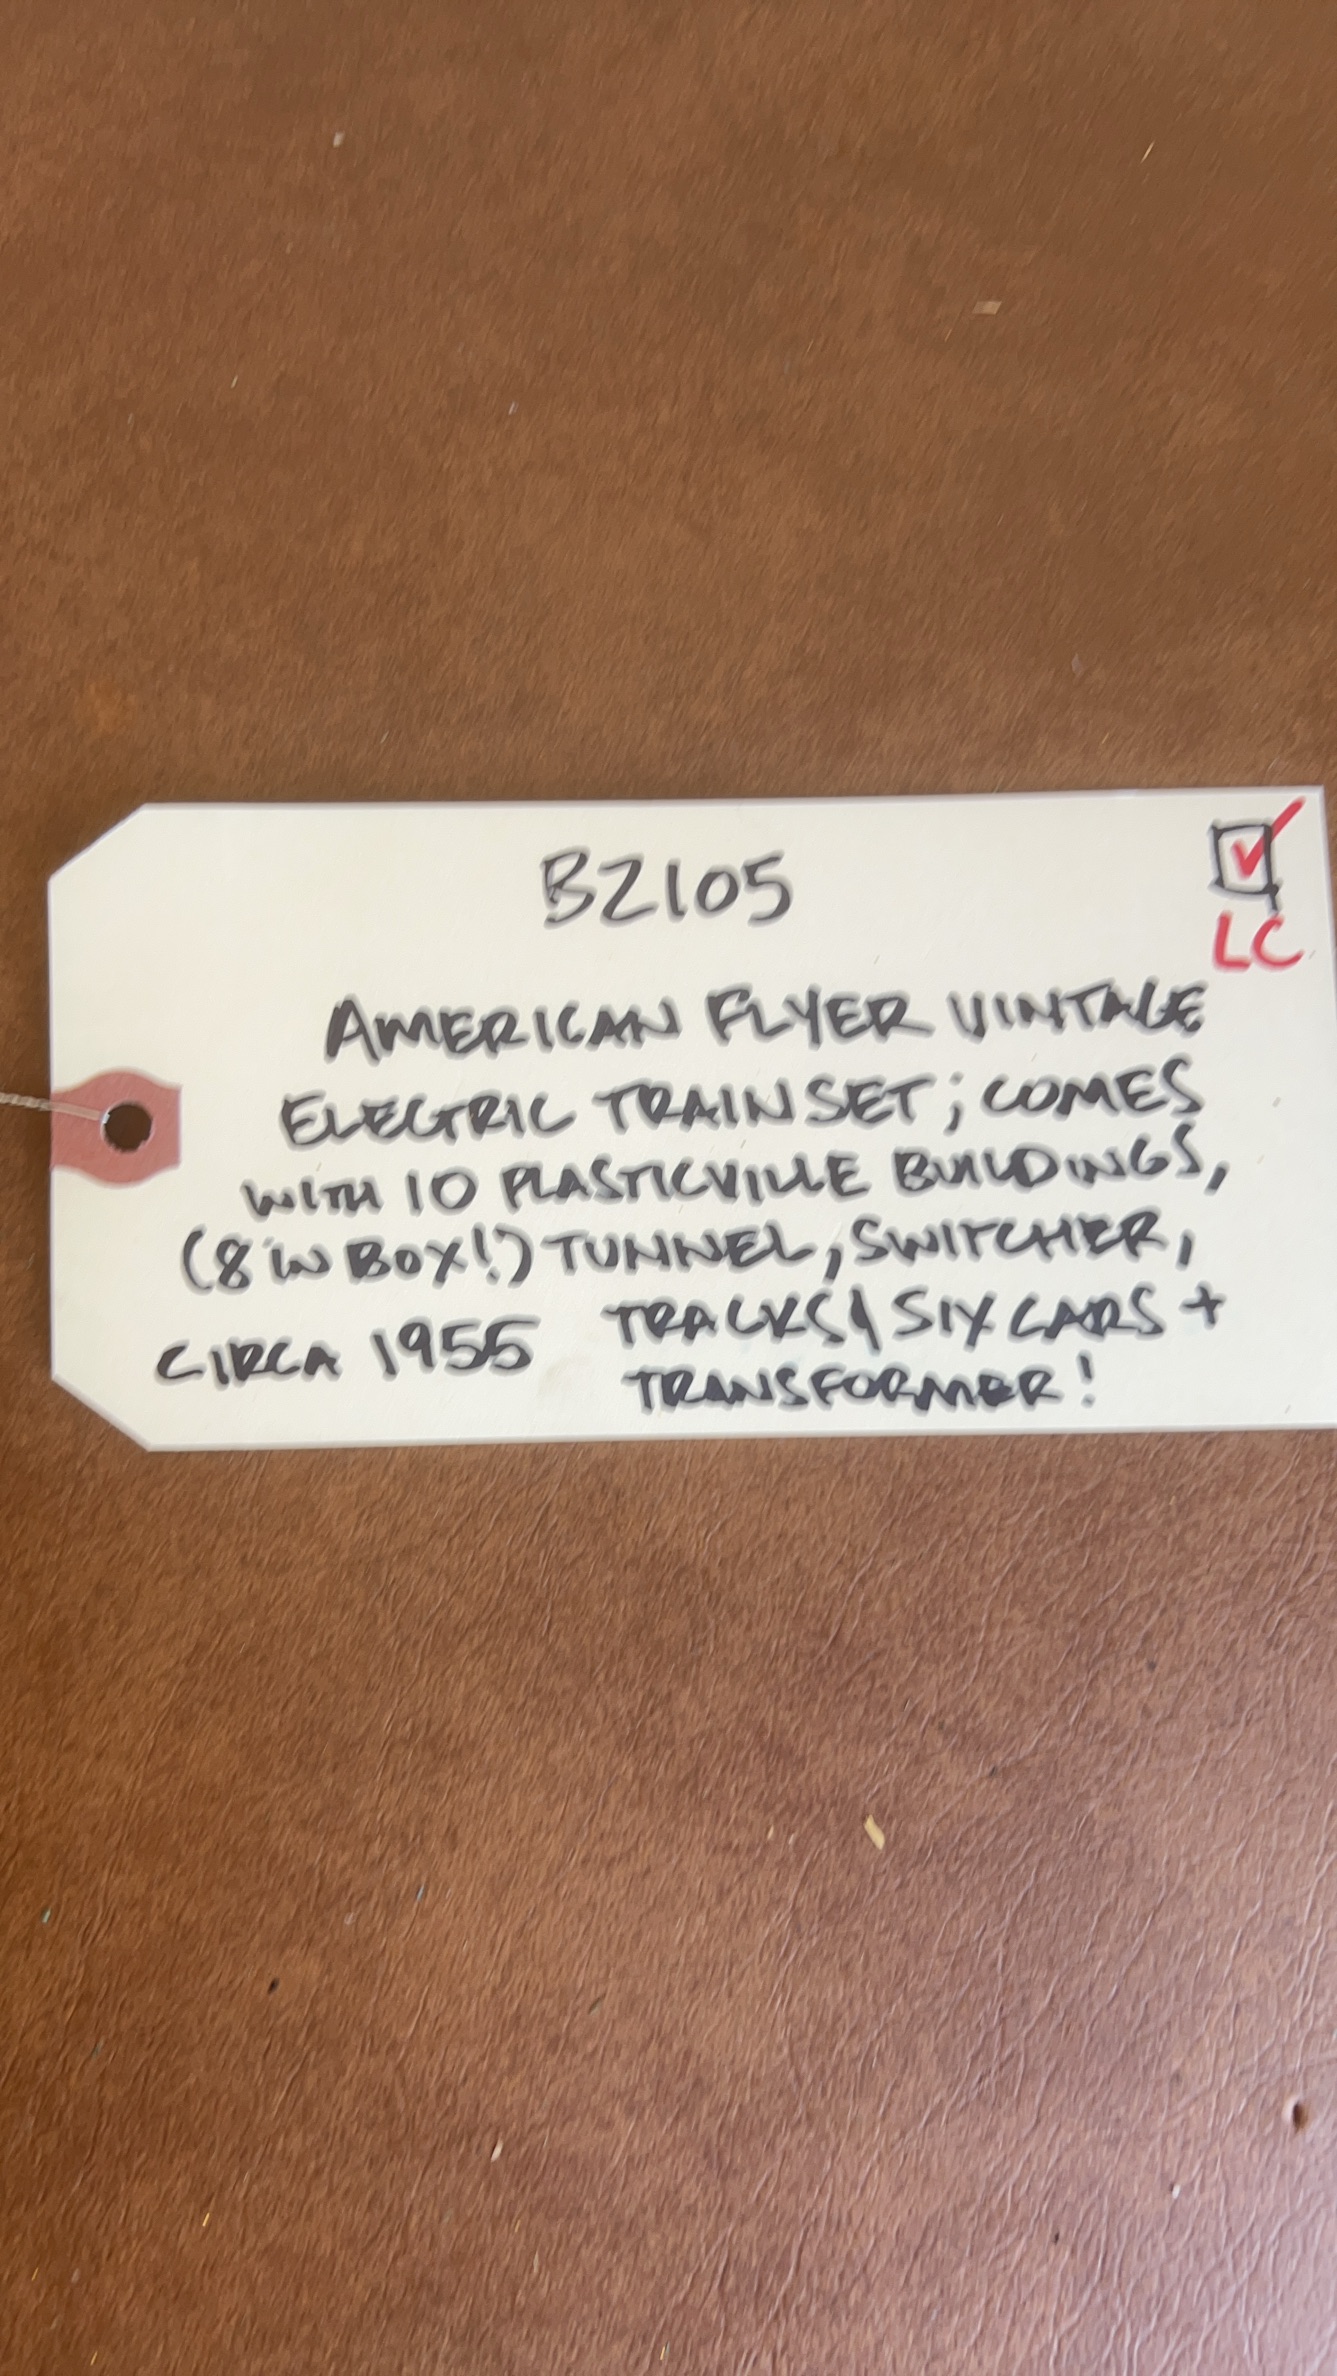 B2105
LC
AMERICAN FLYER VINTAGE
ELECTRIC TRAIN SET; COMES
WITH 10 PLASTICVILLE BUILDINGS,
(8 IN BOX!) TUNNEL, SWITCHER,
CIRCA 1955 TRACKS, SIX CARS +
TRANSFORMER!